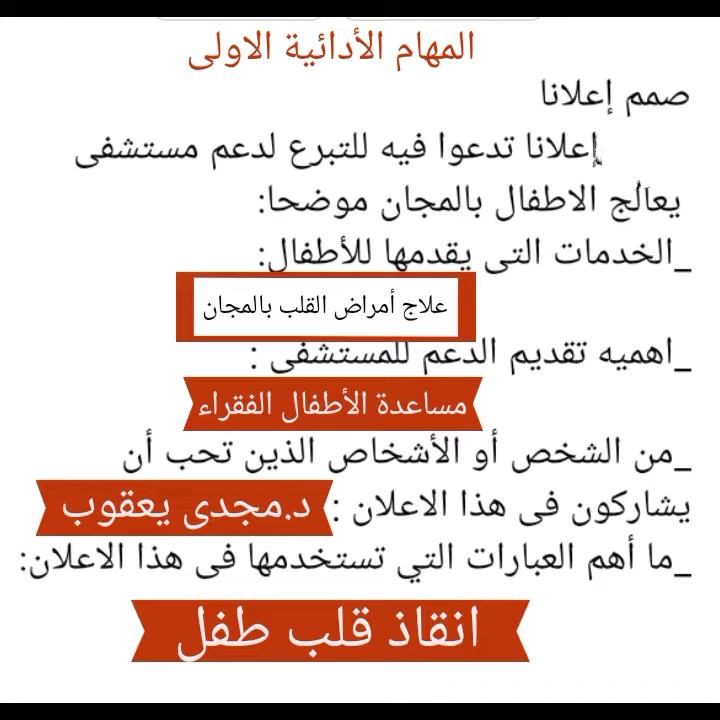 المهام الأدائية الاولى
صمم إعلانا
إعلانا تدعوا فيه للتبرع لدعم مستشفى
يعالج الاطفال بالمجان موضحا:
_الخدمات التى يقدمها للأطفال:
علاج أمراض القلب بالمجان
_اهميه تقديم الدعم للمستشفى :
مساعدة الأطفال الفقراء
_من الشخص أو الأشخاص الذين تحب أن
يشاركون فى هذا الاعلان : د.مجدى يعقوب
_ما أهم العبارات التي تستخدمها فى هذا الاعلان:
انقاذ قلب طفل